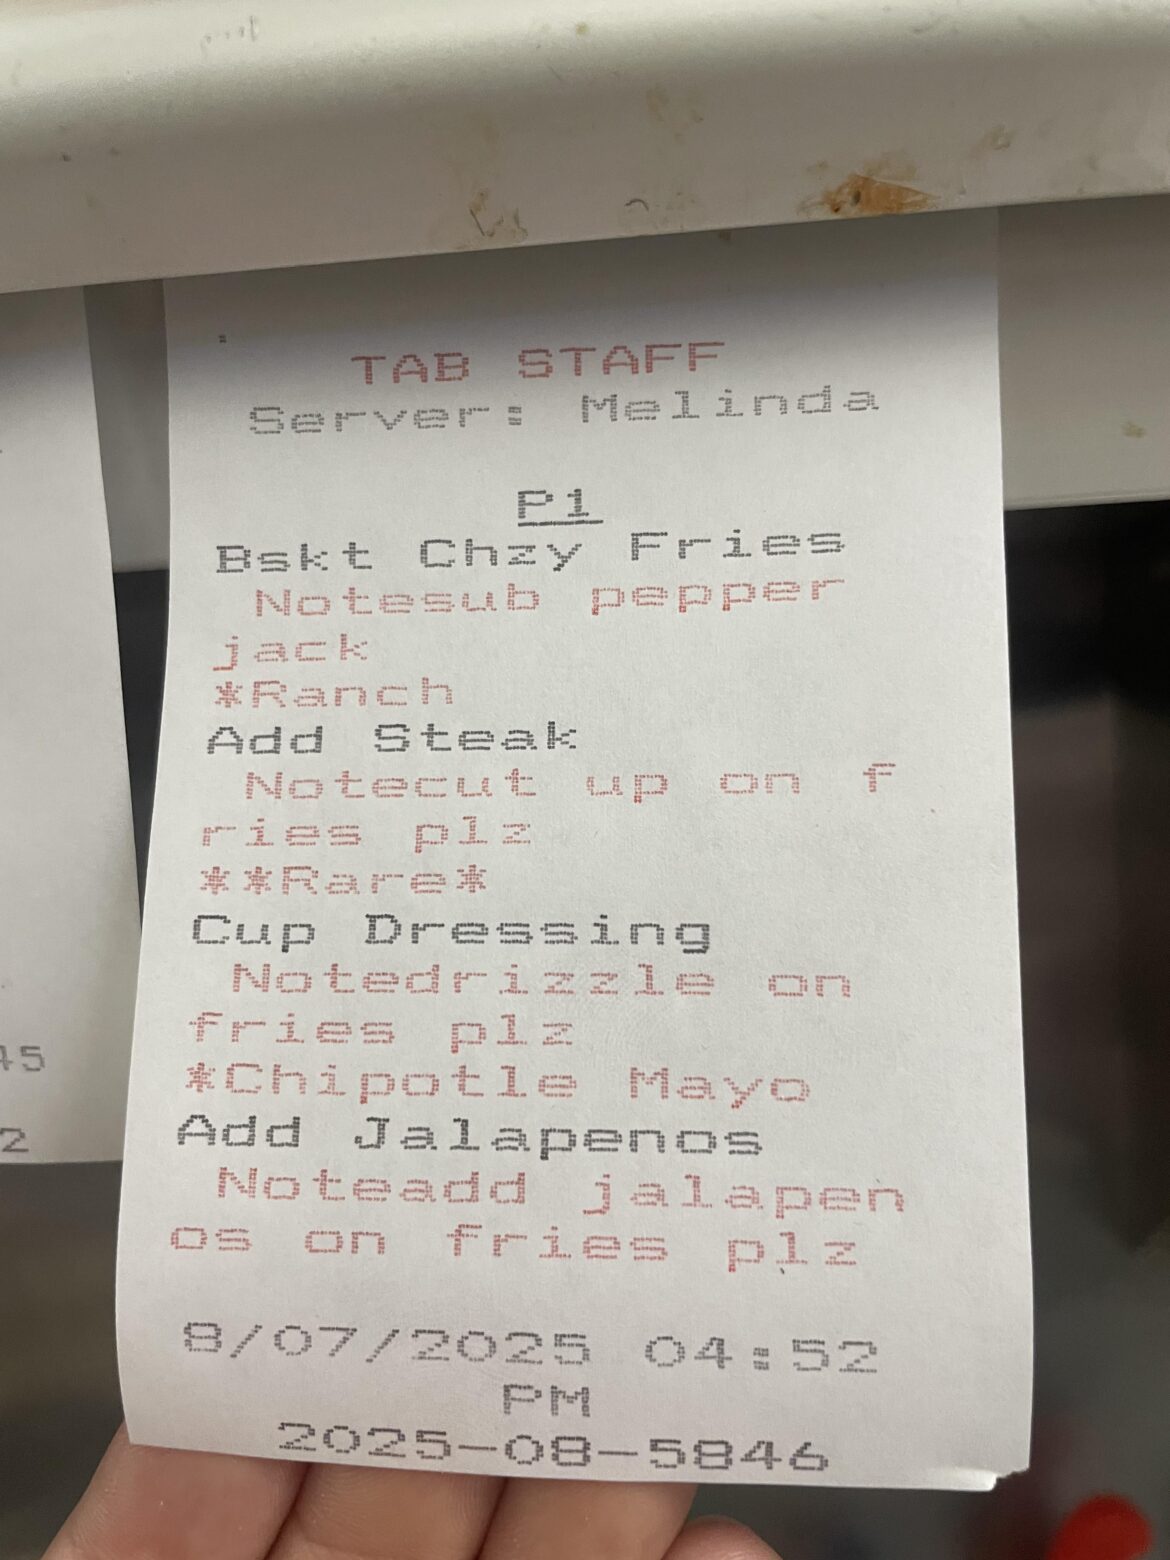 TAB STAFF
Server: Melinda
P1
Bskt Chzy Fries
Notesub pepper
jack
*Ranch
Add Steak
Notecut up on f
ries plz
**Rare*
Cup Dressing
Notedrizzle on
fries plz
*Chipotle Mayo
Add Jalapenos
Noteadd jalapen
os on fries plz
8/07/2025 04:52
PM
2025-08-5846
45
2